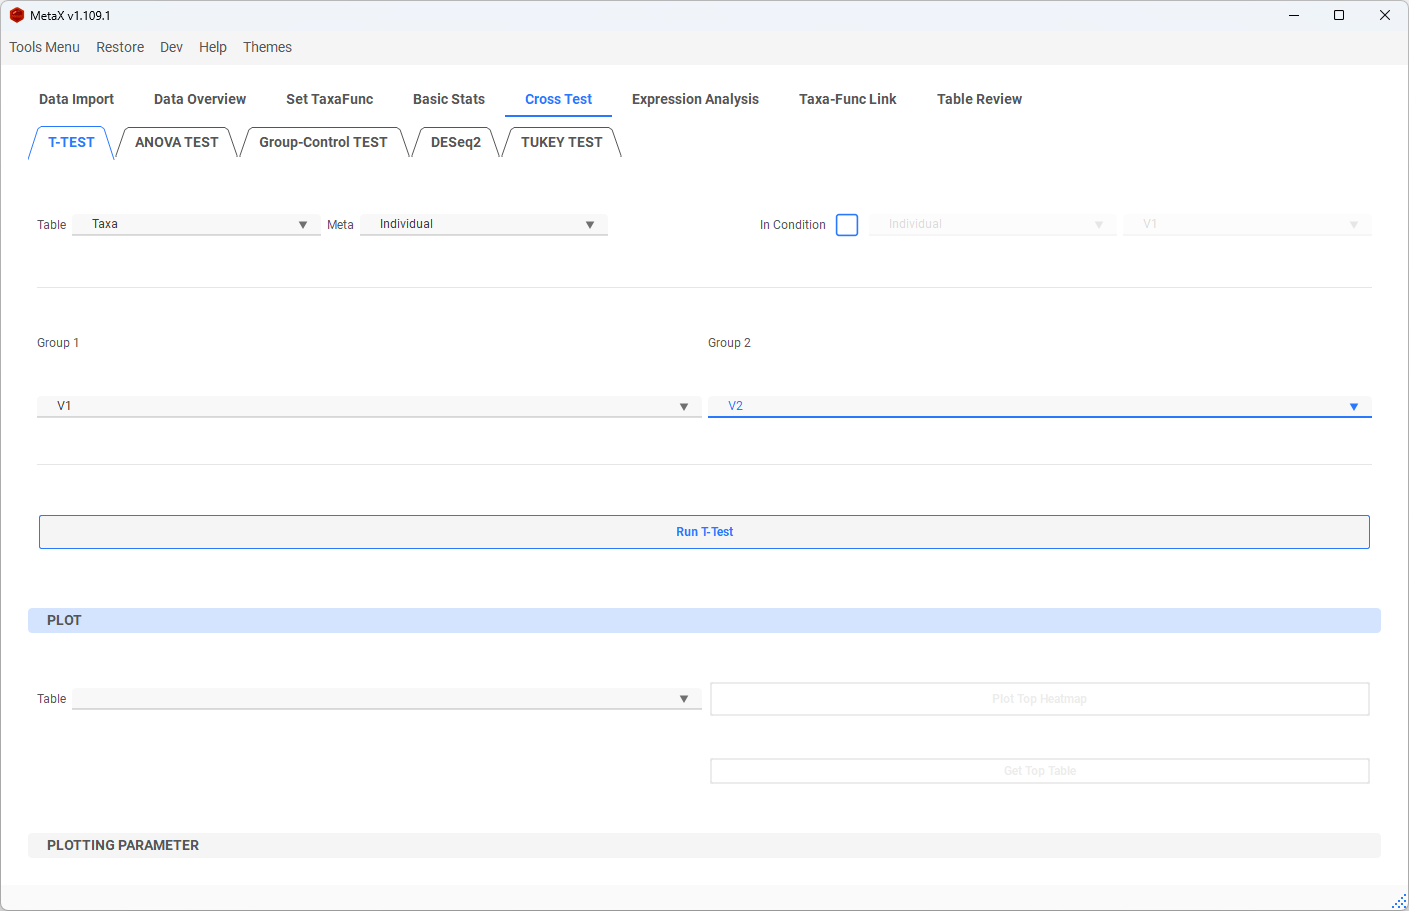 MetaX v1.109.1
Tools Menu Restore Dev Help Themes
Data Import Data Overview Set TaxaFunc Basic Stats Cross Test Expression Analysis Taxa-Func Link Table Review
T-TEST ANOVA TEST Group-Control TEST DESeq2 TUKEY TEST
Table Taxa Meta Individual In Condition Individual V1
Group 1 Group 2
V1 V2
Run T-Test
PLOT
Table Plot Top Heatmap
Get Top Table
PLOTTING PARAMETER